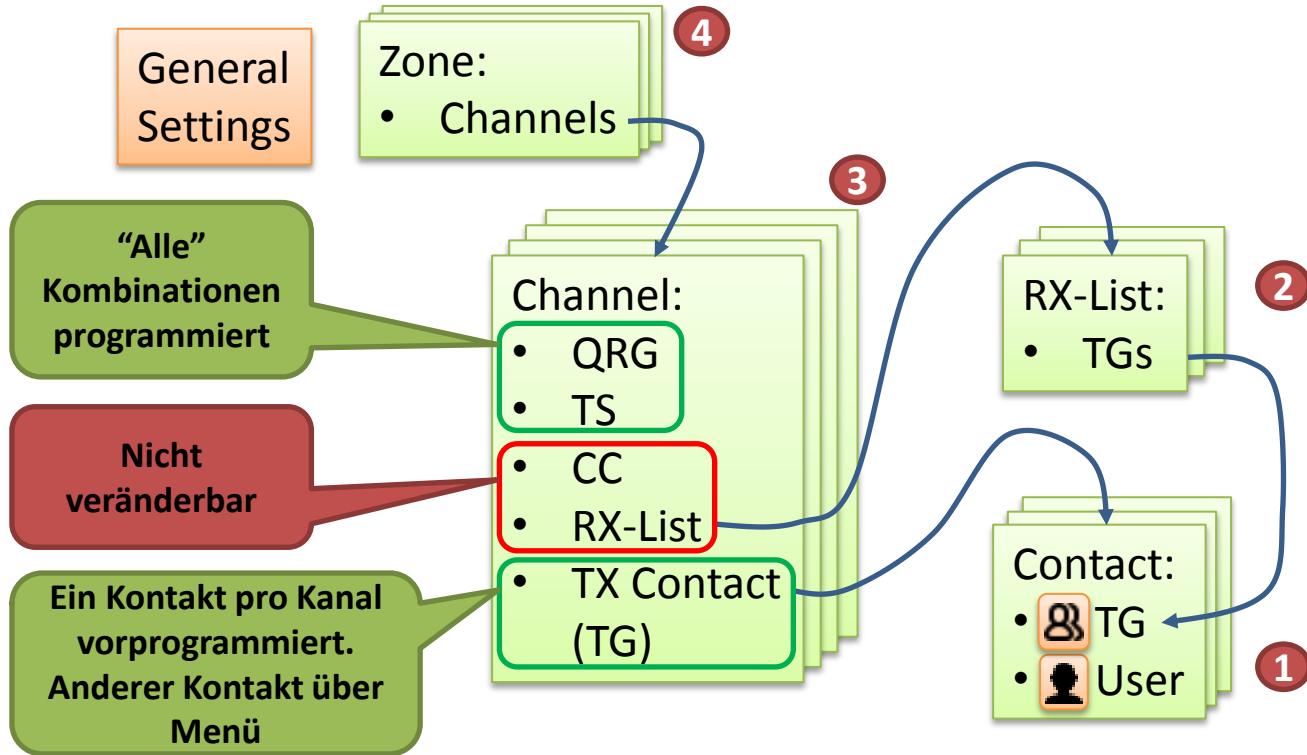 General
Settings
Zone:
• Channels
4
3
“Alle”
Kombinationen
programmiert
Channel:
• QRG
• TS
• CC
• RX-List
• TX Contact
(TG)
RX-List:
• TGs
2
Nicht
veränderbar
Ein Kontakt pro Kanal
vorprogrammiert.
Anderer Kontakt über
Menü
Contact:
• TG
• User
1